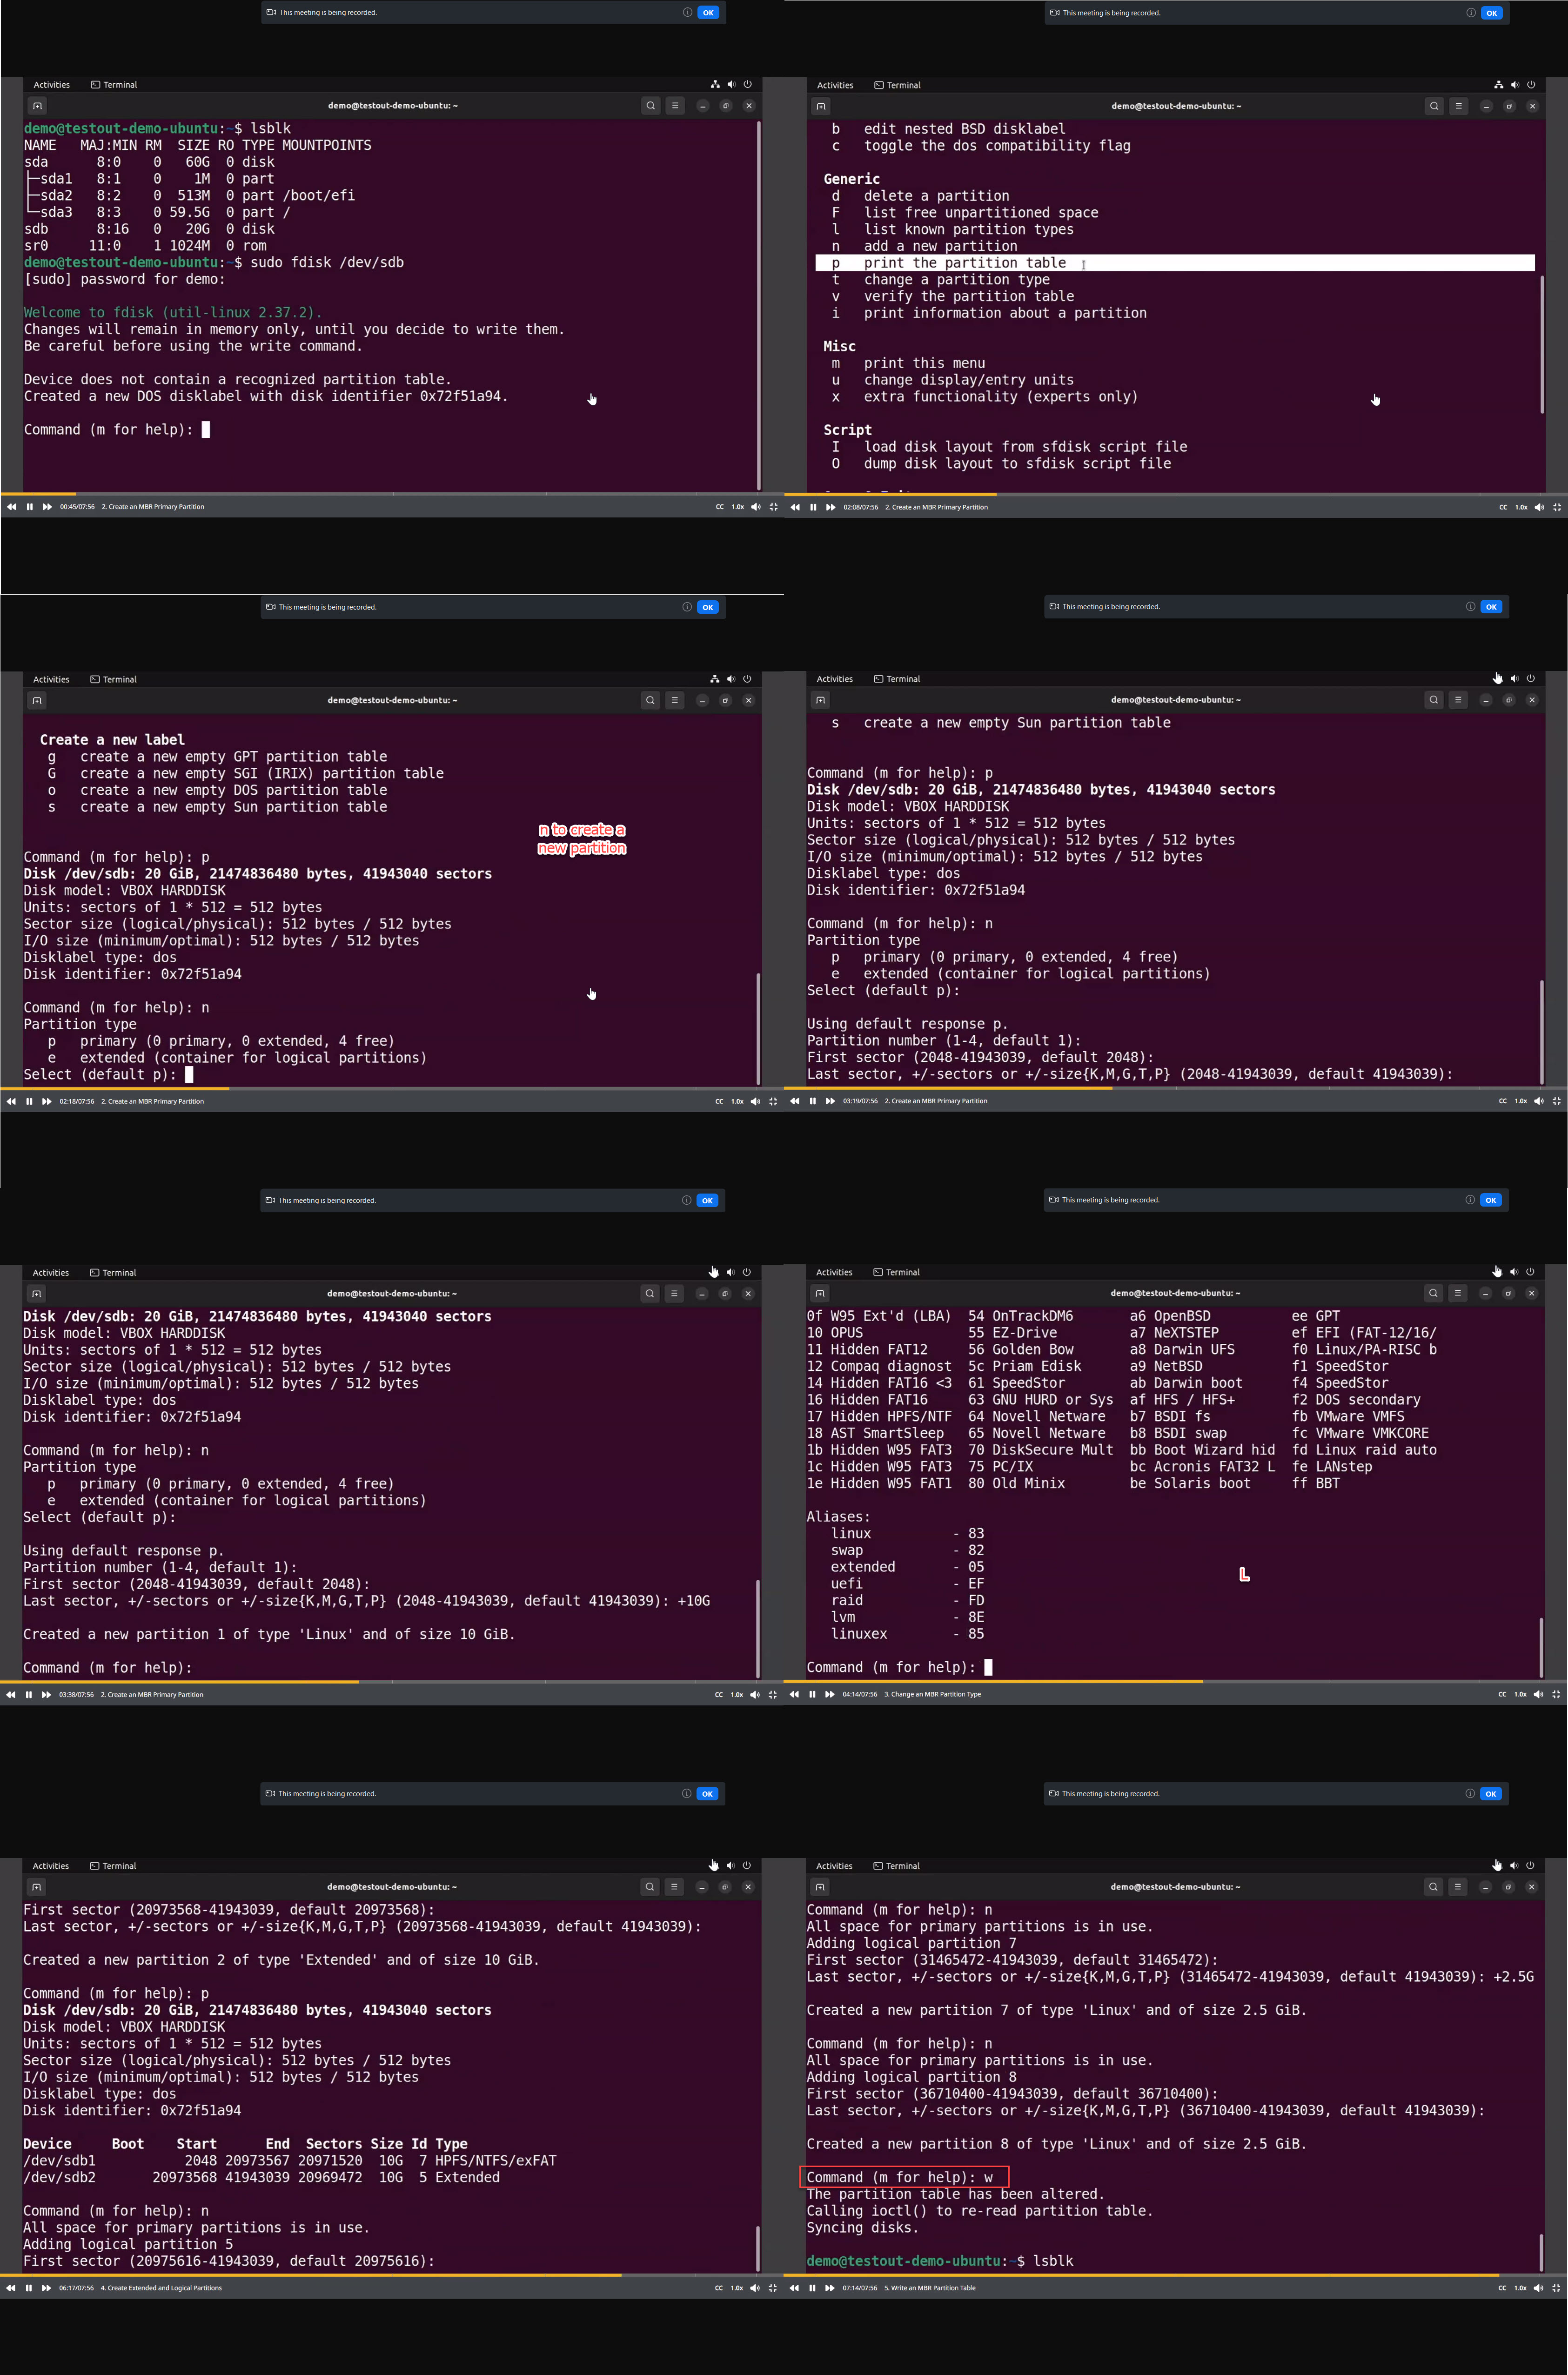 This meeting is being recorded.
OK
Activities Terminal
demo@testout-demo-ubuntu: ~
demo@testout-demo-ubuntu:~$ lsblk
NAME MAJ:MIN RM SIZE RO TYPE MOUNTPOINTS
sda 8:0 0 60G 0 disk
├─sda1 8:1 0 1M 0 part
├─sda2 8:2 0 513M 0 part /boot/efi
└─sda3 8:3 0 59.5G 0 part /
sdb 8:16 0 20G 0 disk
sr0 11:0 1 1024M 0 rom
demo@testout-demo-ubuntu:~$ sudo fdisk /dev/sdb
[sudo] password for demo:
Welcome to fdisk (util-linux 2.37.2).
Changes will remain in memory only, until you decide to write them.
Be careful before using the write command.
Device does not contain a recognized partition table.
Created a new DOS disklabel with disk identifier 0x72f51a94.
Command (m for help):
00:45/07:56 2. Create an MBR Primary Partition
CC 1.0x
This meeting is being recorded.
OK
Activities Terminal
demo@testout-demo-ubuntu: ~
b edit nested BSD disklabel
c toggle the dos compatibility flag
Generic
d delete a partition
F list free unpartitioned space
l list known partition types
n add a new partition
p print the partition table
t change a partition type
v verify the partition table
i print information about a partition
Misc
m print this menu
u change display/entry units
x extra functionality (experts only)
Script
I load disk layout from sfdisk script file
O dump disk layout to sfdisk script file
02:08/07:56 2. Create an MBR Primary Partition
CC 1.0x
This meeting is being recorded.
OK
Activities Terminal
demo@testout-demo-ubuntu: ~
Create a new label
g create a new empty GPT partition table
G create a new empty SGI (IRIX) partition table
o create a new empty DOS partition table
s create a new empty Sun partition table
n to create a
new partition
Command (m for help): p
Disk /dev/sdb: 20 GiB, 21474836480 bytes, 41943040 sectors
Disk model: VBOX HARDDISK
Units: sectors of 1 * 512 = 512 bytes
Sector size (logical/physical): 512 bytes / 512 bytes
I/O size (minimum/optimal): 512 bytes / 512 bytes
Disklabel type: dos
Disk identifier: 0x72f51a94
Command (m for help): n
Partition type
p primary (0 primary, 0 extended, 4 free)
e extended (container for logical partitions)
Select (default p):
02:18/07:56 2. Create an MBR Primary Partition
CC 1.0x
This meeting is being recorded.
OK
Activities Terminal
demo@testout-demo-ubuntu: ~
s create a new empty Sun partition table
Command (m for help): p
Disk /dev/sdb: 20 GiB, 21474836480 bytes, 41943040 sectors
Disk model: VBOX HARDDISK
Units: sectors of 1 * 512 = 512 bytes
Sector size (logical/physical): 512 bytes / 512 bytes
I/O size (minimum/optimal): 512 bytes / 512 bytes
Disklabel type: dos
Disk identifier: 0x72f51a94
Command (m for help): n
Partition type
p primary (0 primary, 0 extended, 4 free)
e extended (container for logical partitions)
Select (default p):
Using default response p.
Partition number (1-4, default 1):
First sector (2048-41943039, default 2048):
Last sector, +/-sectors or +/-size{K,M,G,T,P} (2048-41943039, default 41943039):
03:19/07:56 2. Create an MBR Primary Partition
CC 1.0x
This meeting is being recorded.
OK
Activities Terminal
demo@testout-demo-ubuntu: ~
Disk /dev/sdb: 20 GiB, 21474836480 bytes, 41943040 sectors
Disk model: VBOX HARDDISK
Units: sectors of 1 * 512 = 512 bytes
Sector size (logical/physical): 512 bytes / 512 bytes
I/O size (minimum/optimal): 512 bytes / 512 bytes
Disklabel type: dos
Disk identifier: 0x72f51a94
Command (m for help): n
Partition type
p primary (0 primary, 0 extended, 4 free)
e extended (container for logical partitions)
Select (default p):
Using default response p.
Partition number (1-4, default 1):
First sector (2048-41943039, default 2048):
Last sector, +/-sectors or +/-size{K,M,G,T,P} (2048-41943039, default 41943039): +10G
Created a new partition 1 of type 'Linux' and of size 10 GiB.
Command (m for help):
03:38/07:56 2. Create an MBR Primary Partition
CC 1.0x
This meeting is being recorded.
OK
Activities Terminal
demo@testout-demo-ubuntu: ~
0f W95 Ext'd (LBA) 54 OnTrackDM6 a6 OpenBSD ee GPT
10 OPUS 55 EZ-Drive a7 NeXTSTEP ef EFI (FAT-12/16/
11 Hidden FAT12 56 Golden Bow a8 Darwin UFS f0 Linux/PA-RISC b
12 Compaq diagnost 5c Priam Edisk a9 NetBSD f1 SpeedStor
14 Hidden FAT16 <3 61 SpeedStor ab Darwin boot f4 SpeedStor
16 Hidden FAT16 63 GNU HURD or Sys af HFS / HFS+ f2 DOS secondary
17 Hidden HPFS/NTF 64 Novell Netware b7 BSDI fs fb VMware VMFS
18 AST SmartSleep 65 Novell Netware b8 BSDI swap fc VMware VMKCORE
1b Hidden W95 FAT3 70 DiskSecure Mult bb Boot Wizard hid fd Linux raid auto
1c Hidden W95 FAT3 75 PC/IX bc Acronis FAT32 L fe LANstep
1e Hidden W95 FAT1 80 Old Minix be Solaris boot ff BBT
Aliases:
linux - 83
swap - 82
extended - 05
uefi - EF
raid - FD
lvm - 8E
linuxex - 85
L
Command (m for help):
04:14/07:56 3. Change an MBR Partition Type
CC 1.0x
This meeting is being recorded.
OK
Activities Terminal
demo@testout-demo-ubuntu: ~
First sector (20973568-41943039, default 20973568):
Last sector, +/-sectors or +/-size{K,M,G,T,P} (20973568-41943039, default 41943039):
Created a new partition 2 of type 'Extended' and of size 10 GiB.
Command (m for help): p
Disk /dev/sdb: 20 GiB, 21474836480 bytes, 41943040 sectors
Disk model: VBOX HARDDISK
Units: sectors of 1 * 512 = 512 bytes
Sector size (logical/physical): 512 bytes / 512 bytes
I/O size (minimum/optimal): 512 bytes / 512 bytes
Disklabel type: dos
Disk identifier: 0x72f51a94
Device Boot Start End Sectors Size Id Type
/dev/sdb1 2048 20973567 20971520 10G 7 HPFS/NTFS/exFAT
/dev/sdb2 20973568 41943039 20969472 10G 5 Extended
Command (m for help): n
All space for primary partitions is in use.
Adding logical partition 5
First sector (20975616-41943039, default 20975616):
06:17/07:56 4. Create Extended and Logical Partitions
CC 1.0x
This meeting is being recorded.
OK
Activities Terminal
demo@testout-demo-ubuntu: ~
Command (m for help): n
All space for primary partitions is in use.
Adding logical partition 7
First sector (31465472-41943039, default 31465472):
Last sector, +/-sectors or +/-size{K,M,G,T,P} (31465472-41943039, default 41943039): +2.5G
Created a new partition 7 of type 'Linux' and of size 2.5 GiB.
Command (m for help): n
All space for primary partitions is in use.
Adding logical partition 8
First sector (36710400-41943039, default 36710400):
Last sector, +/-sectors or +/-size{K,M,G,T,P} (36710400-41943039, default 41943039):
Created a new partition 8 of type 'Linux' and of size 2.5 GiB.
Command (m for help): w
The partition table has been altered.
Calling ioctl() to re-read partition table.
Syncing disks.
demo@testout-demo-ubuntu:~$ lsblk
07:14/07:56 5. Write an MBR Partition Table
CC 1.0x